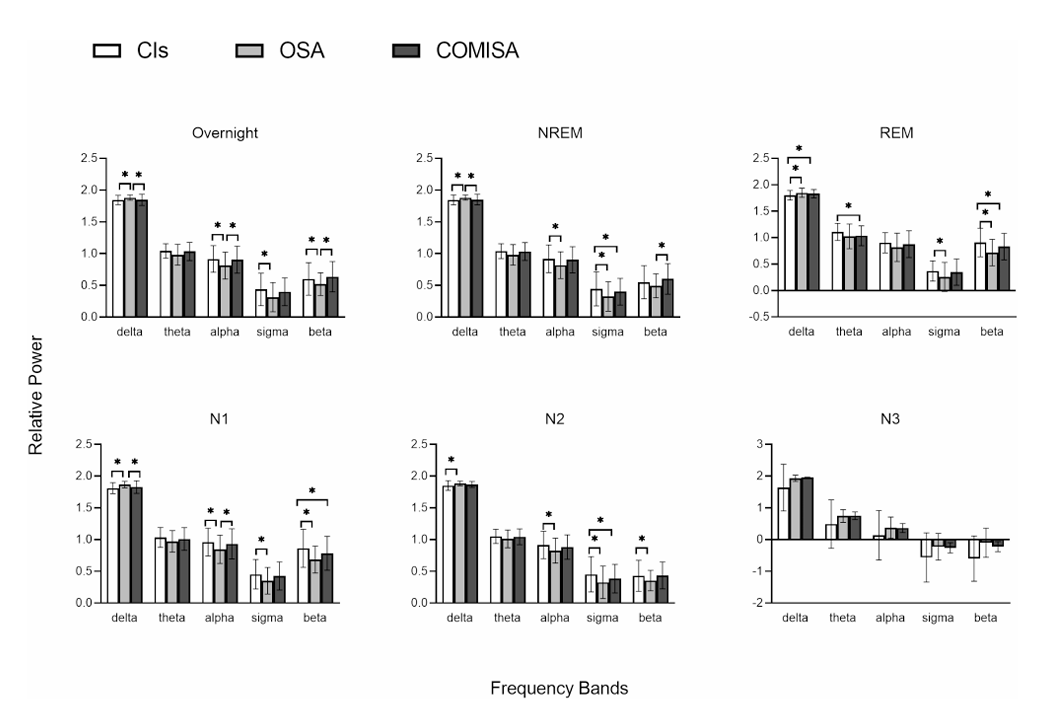 CIs OSA COMISA
Overnight NREM REM
2.5 2.5 2.5
2.0 2.0 2.0
1.5 1.5 1.5
1.0 1.0 1.0
0.5 0.5 0.5
0.0 0.0 0.0
-0.5
* * * * * * *
* * * * * * *
* * * * * * *
delta theta alpha sigma beta delta theta alpha sigma beta delta theta alpha sigma beta
Relative Power
N1 N2 N3
2.5 2.5 3
2.0 2.0 2
1.5 1.5 1
1.0 1.0 0
0.5 0.5 -1
0.0 0.0 -2
* * * * * * *
* * * * *
delta theta alpha sigma beta delta theta alpha sigma beta delta theta alpha sigma beta
Frequency Bands